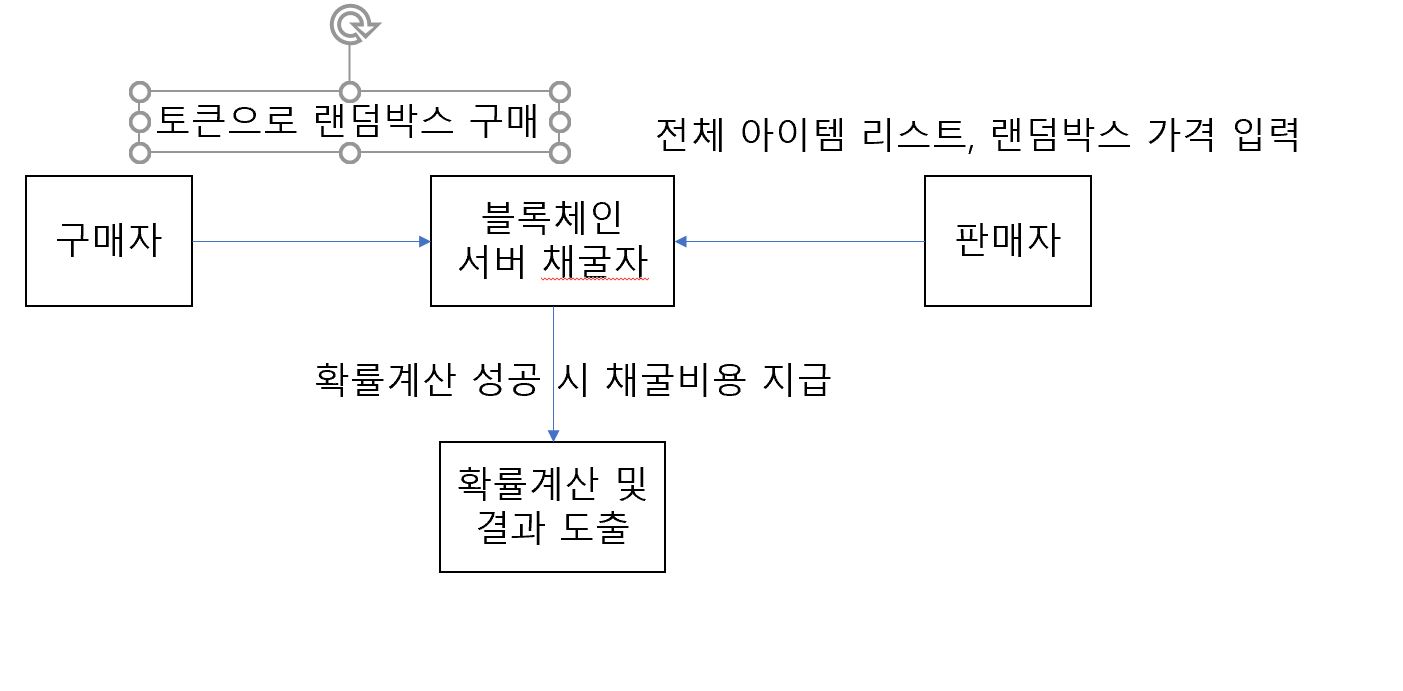 토큰으로 랜덤박스 구매
전체 아이템 리스트, 랜덤박스 가격 입력
구매자
블록체인
서버 채굴자
판매자
확률계산 성공 시 채굴비용 지급
확률계산 및
결과 도출